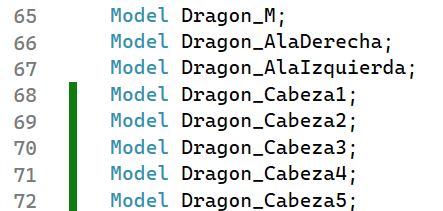 65 Model Dragon_M;
66 Model Dragon_AlaDerecha;
67 Model Dragon_AlaIzquierda;
68 Model Dragon_Cabeza1;
69 Model Dragon_Cabeza2;
70 Model Dragon_Cabeza3;
71 Model Dragon_Cabeza4;
72 Model Dragon_Cabeza5;